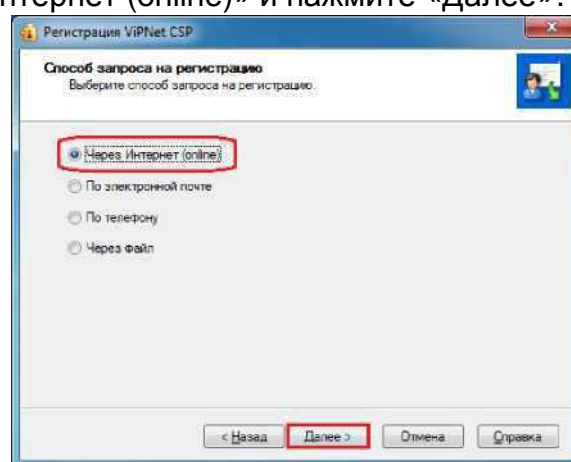 нтернет (online)» и нажмите «Далее».
Регистрация ViPNet CSP
Способ запроса на регистрацию
Выберите способ запроса на регистрацию.
Через Интернет (online)
По электронной почте
По телефону
Через файл
< Назад Далее > Отмена Справка